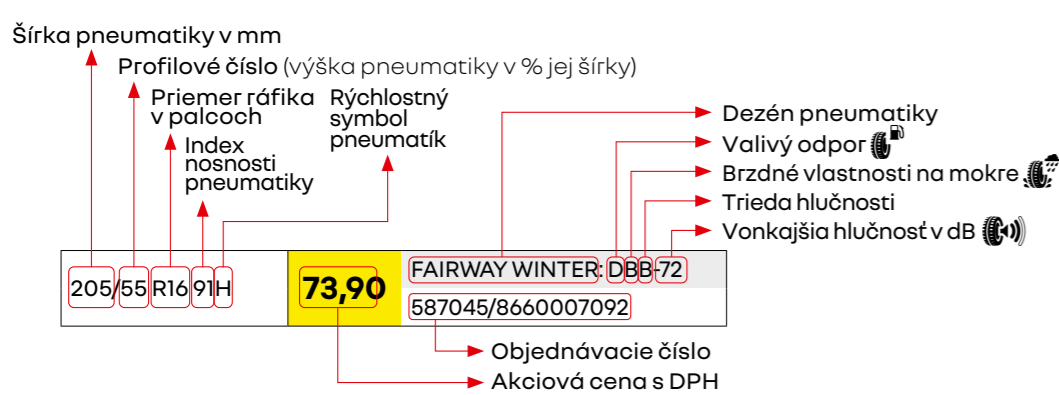 Šírka pneumatiky v mm
Profilové číslo (výška pneumatiky v % jej šírky)
Priemer ráfika
v palcoch
Index
nosnosti
pneumatiky
Rýchlostný
symbol
pneumatík
Dezén pneumatiky
Valivý odpor
Brzdné vlastnosti na mokre
Trieda hlučnosti
Vonkajšia hlučnosť v dB
205/55 R16 91H
73,90
FAIRWAY WINTER: DBB-72
587045/8660007092
Objednávacie číslo
Akciová cena s DPH